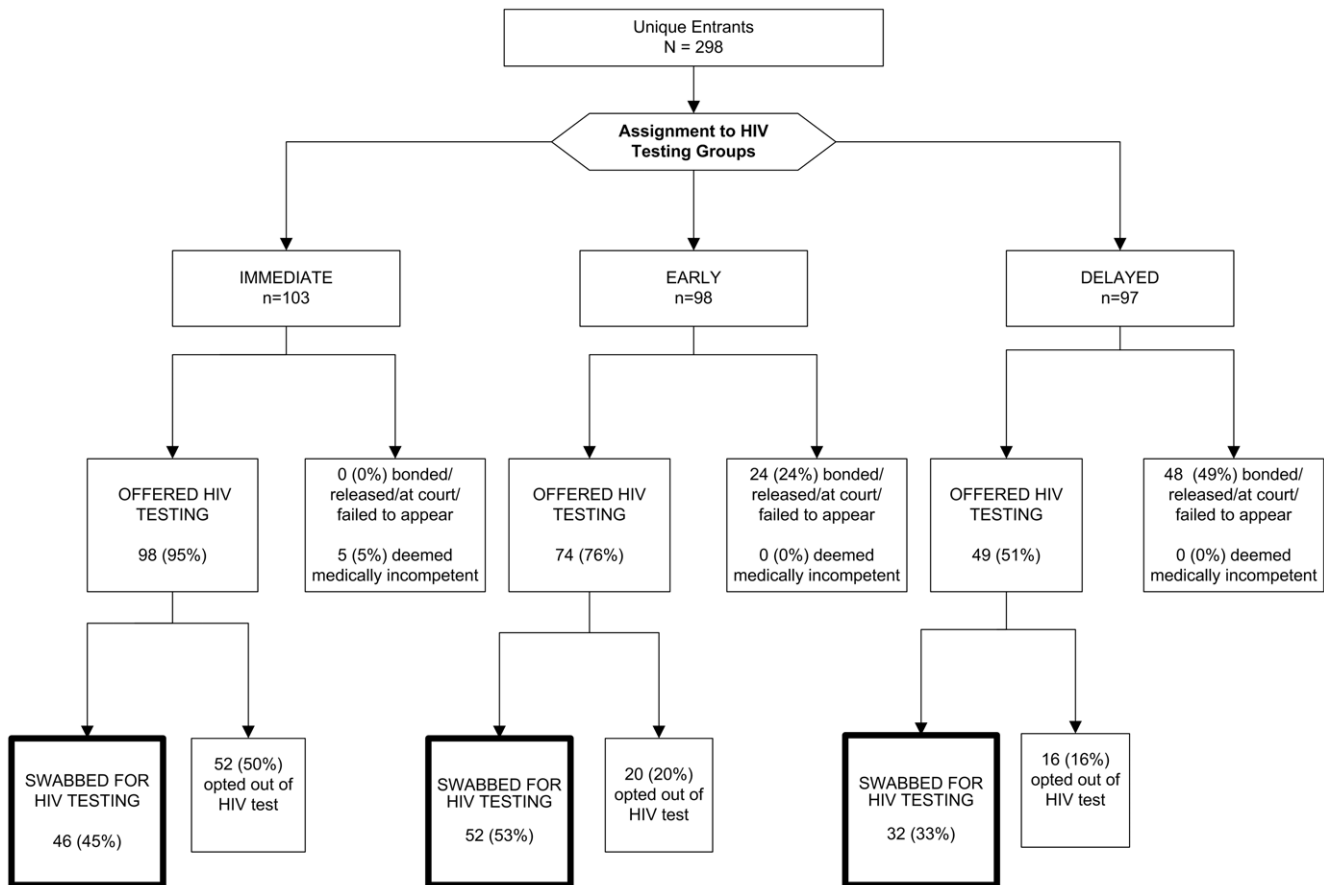 Unique Entrants
N = 298
Assignment to HIV
Testing Groups
IMMEDIATE
n=103
EARLY
n=98
DELAYED
n=97
OFFERED HIV
TESTING
98 (95%)
0 (0%) bonded/
released/at court/
failed to appear
5 (5%) deemed
medically incompetent
OFFERED HIV
TESTING
74 (76%)
24 (24%) bonded/
released/at court/
failed to appear
0 (0%) deemed
medically incompetent
OFFERED HIV
TESTING
49 (51%)
48 (49%) bonded/
released/at court/
failed to appear
0 (0%) deemed
medically incompetent
SWABBED FOR
HIV TESTING
46 (45%)
52 (50%)
opted out of
HIV test
SWABBED FOR
HIV TESTING
52 (53%)
20 (20%)
opted out of
HIV test
SWABBED FOR
HIV TESTING
32 (33%)
16 (16%)
opted out of
HIV test